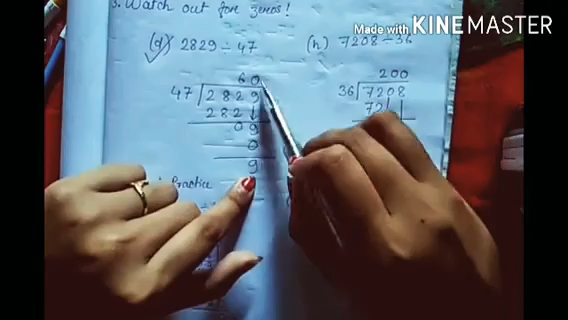 3. Watch out for zeros!
Made with KINEMASTER
(d) 2829 ÷ 47 (h) 7208 ÷ 36
60 200
47 2829 36 7208
282 72
09
0
9
Practice